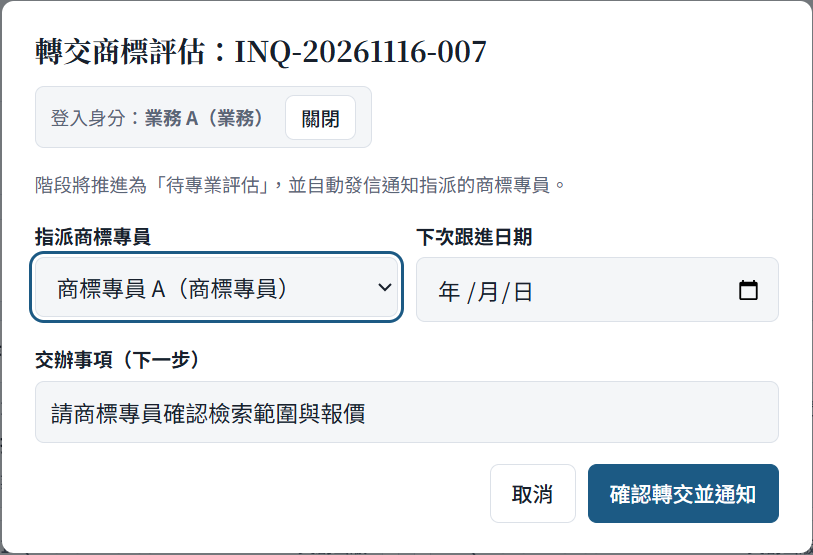 轉交商標評估：INQ-20261116-007
登入身分：業務 A（業務） 關閉
階段將推進為「待專業評估」，並自動發信通知指派的商標專員。
指派商標專員 下次跟進日期
商標專員 A（商標專員） 年 /月/日
交辦事項（下一步）
請商標專員確認檢索範圍與報價
取消 確認轉交並通知